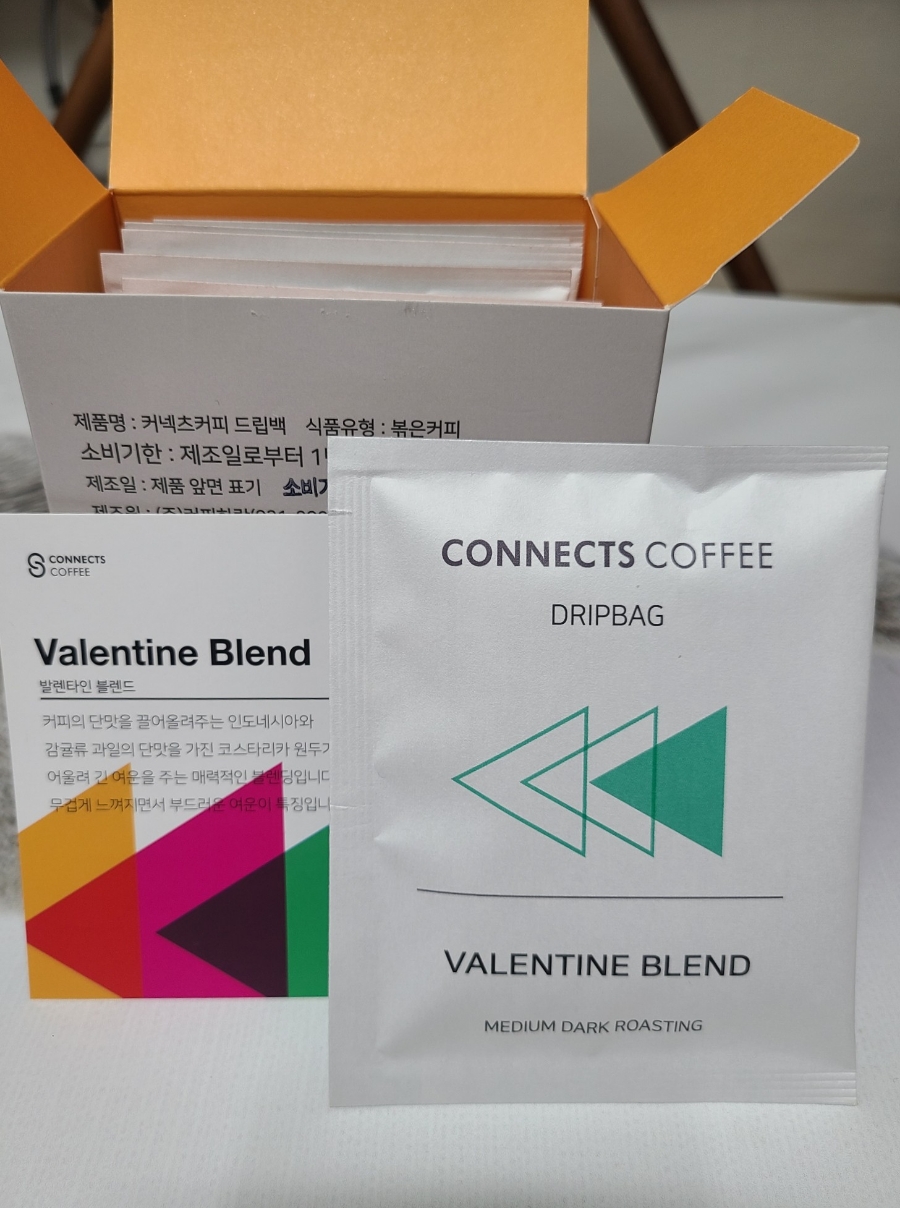 제품명 : 커넥츠커피 드립백 식품유형 : 볶은커피
소비기한 : 제조일로부터
제조일 : 제품 앞면 표기
CONNECTS
COFFEE
Valentine Blend
발렌타인 블렌드
커피의 단맛을 끌어올려주는 인도네시아와
감귤류 과일의 단맛을 가진 코스타리카 원두가
어울려 긴 여운을 주는 매력적인 블렌딩입니다
무겁게 느껴지면서 부드러운 여운이 특징입니
CONNECTS COFFEE
DRIPBAG
VALENTINE BLEND
MEDIUM DARK ROASTING